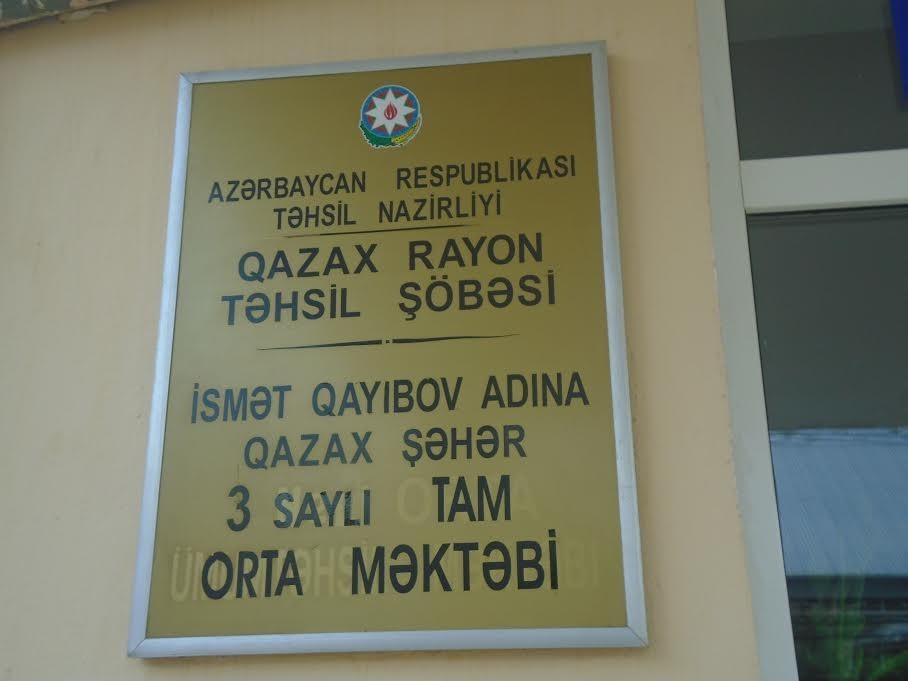 AZƏRBAYCAN RESPUBLİKASI
TƏHSİL NAZİRLİYİ
QAZAX RAYON
TƏHSİL ŞÖBƏSİ
İSMƏT QAYIBOV ADINA
QAZAX ŞƏHƏR
3 SAYLI TAM
ORTA MƏKTƏBİ